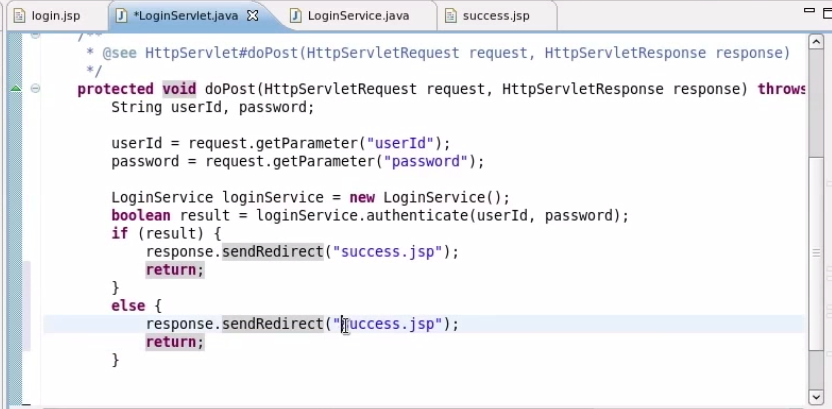 login.jsp *LoginServlet.java LoginService.java success.jsp
/**
* @see HttpServlet#doPost(HttpServletRequest request, HttpServletResponse response)
*/
protected void doPost(HttpServletRequest request, HttpServletResponse response) throws
String userId, password;
userId = request.getParameter("userId");
password = request.getParameter("password");
LoginService loginService = new LoginService();
boolean result = loginService.authenticate(userId, password);
if (result) {
response.sendRedirect("success.jsp");
return;
}
else {
response.sendRedirect("success.jsp");
return;
}